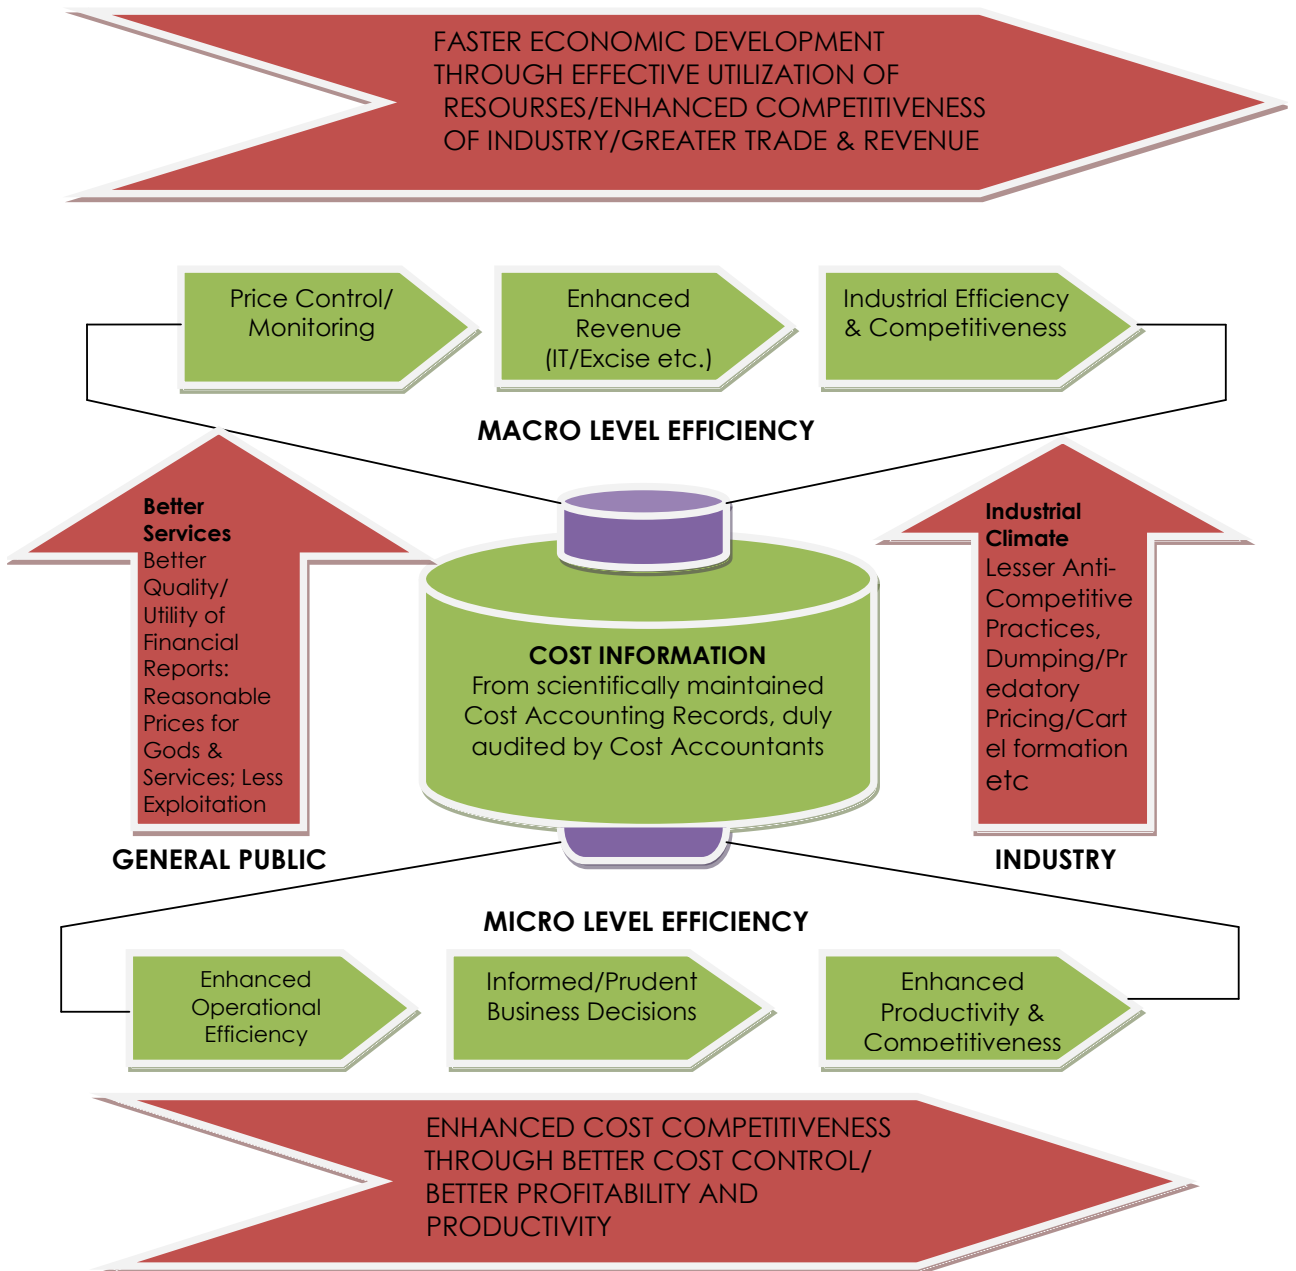 FASTER ECONOMIC DEVELOPMENT
THROUGH EFFECTIVE UTILIZATION OF
RESOURSES/ENHANCED COMPETITIVENESS
OF INDUSTRY/GREATER TRADE & REVENUE
Price Control/
Monitoring
Enhanced
Revenue
(IT/Excise etc.)
Industrial Efficiency
& Competitiveness
MACRO LEVEL EFFICIENCY
Better
Services
Better
Quality/
Utility of
Financial
Reports:
Reasonable
Prices for
Gods &
Services; Less
Exploitation
GENERAL PUBLIC
COST INFORMATION
From scientifically maintained
Cost Accounting Records, duly
audited by Cost Accountants
Industrial
Climate
Lesser Anti-
Competitive
Practices,
Dumping/Pr
edatory
Pricing/Cart
el formation
etc
INDUSTRY
MICRO LEVEL EFFICIENCY
Enhanced
Operational
Efficiency
Informed/Prudent
Business Decisions
Enhanced
Productivity &
Competitiveness
ENHANCED COST COMPETITIVENESS
THROUGH BETTER COST CONTROL/
BETTER PROFITABILITY AND
PRODUCTIVITY